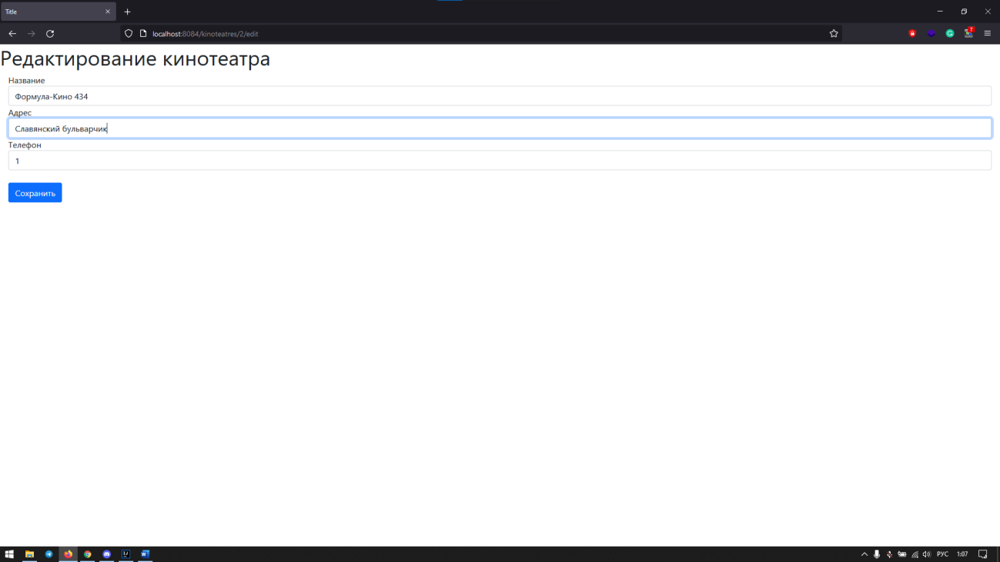 Title
localhost:8084/kinoteatres/2/edit
Редактирование кинотеатра
Название
Формула-Кино 434
Адрес
Славянский бульварчик
Телефон
1
Сохранить
РУС 1:07